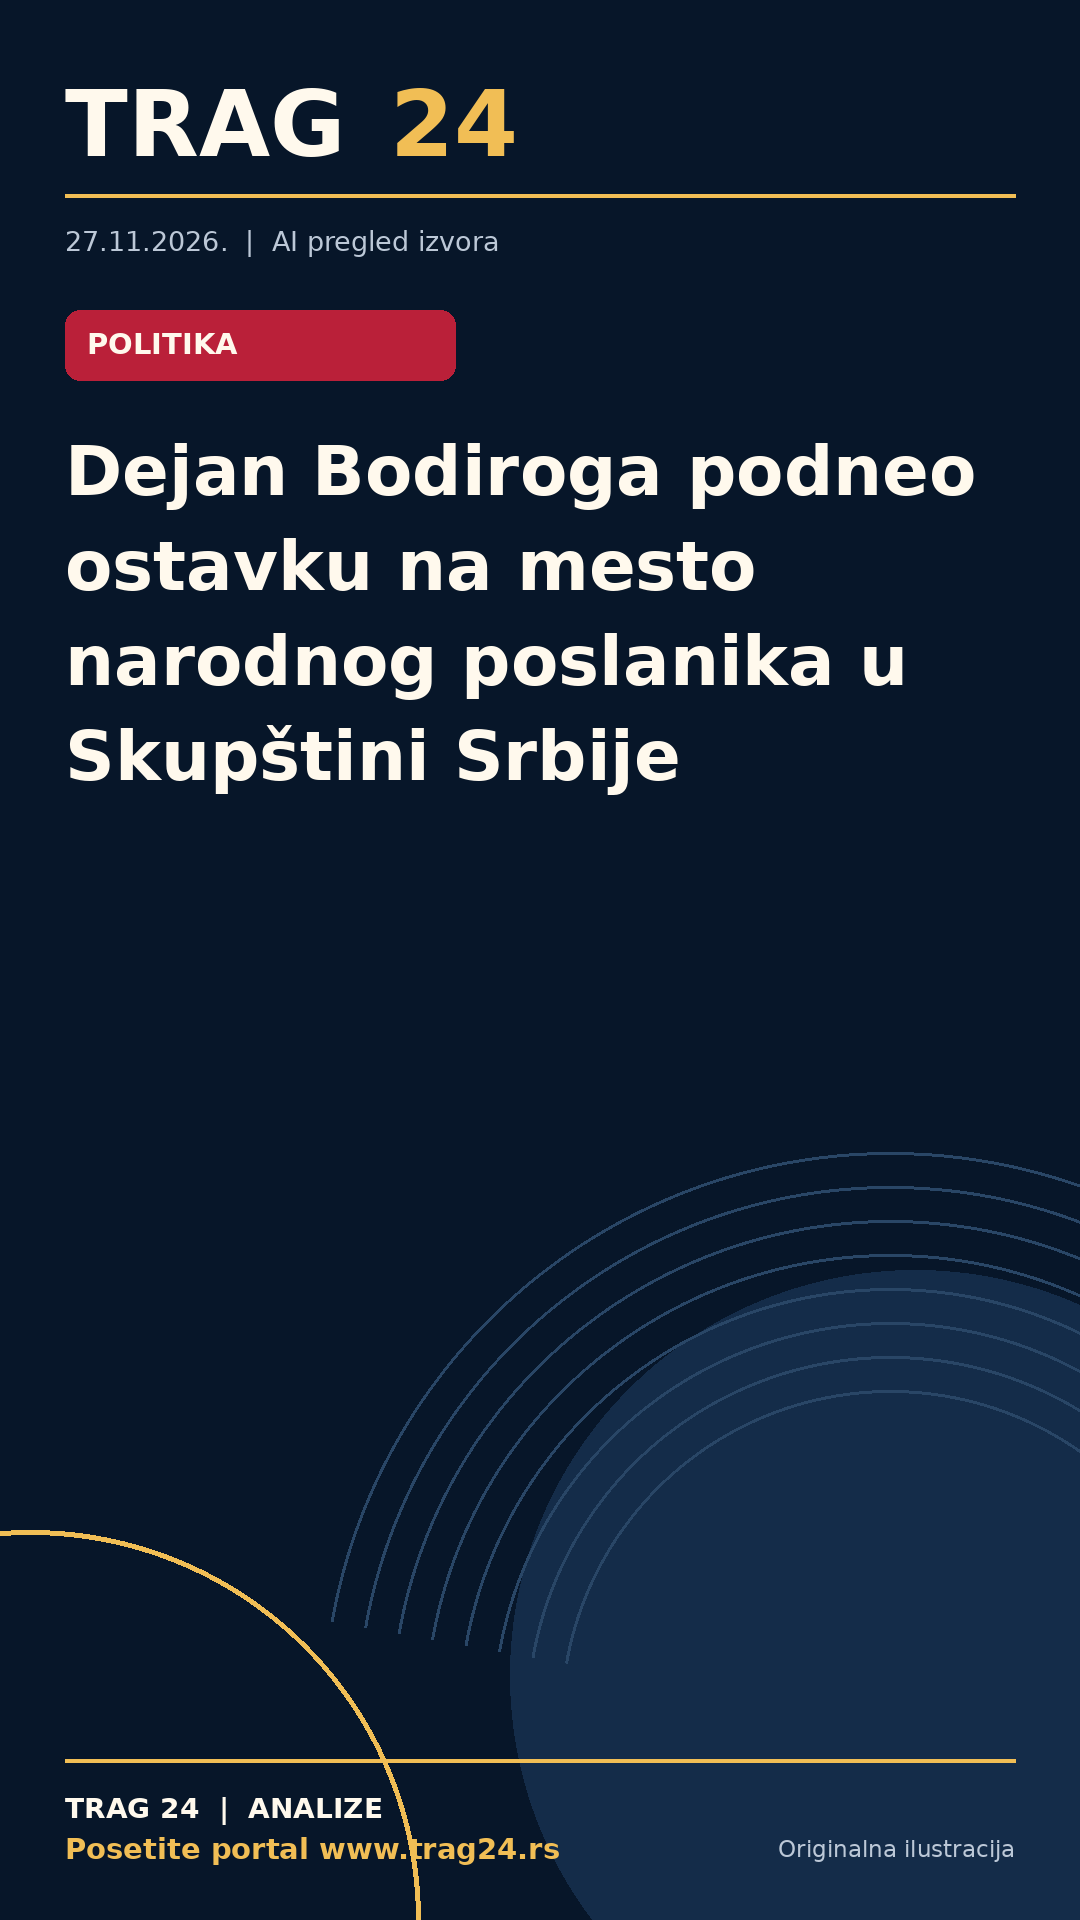 TRAG 24
27.11.2026. | AI pregled izvora
POLITIKA
Dejan Bodiroga podneo
ostavku na mesto
narodnog poslanika u
Skupštini Srbije
TRAG 24 | ANALIZE
Posetite portal www.trag24.rs
Originalna ilustracija